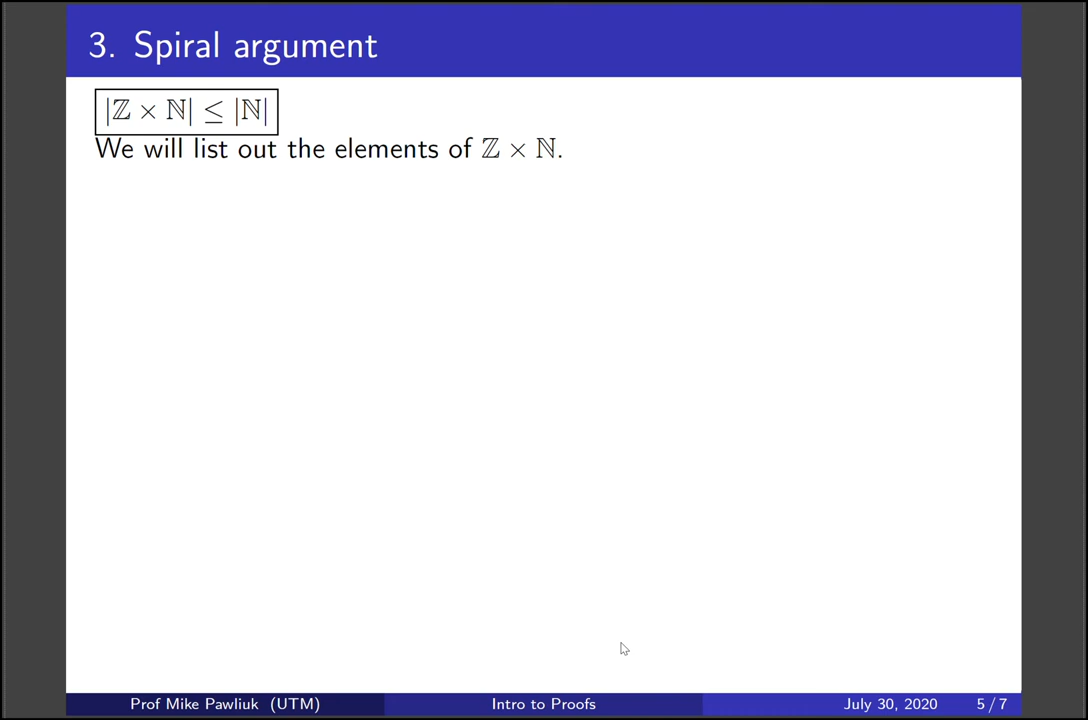 3. Spiral argument
|ℤ × ℕ| ≤ |ℕ|
We will list out the elements of ℤ × ℕ.
Prof Mike Pawliuk (UTM) Intro to Proofs July 30, 2020 5 / 7